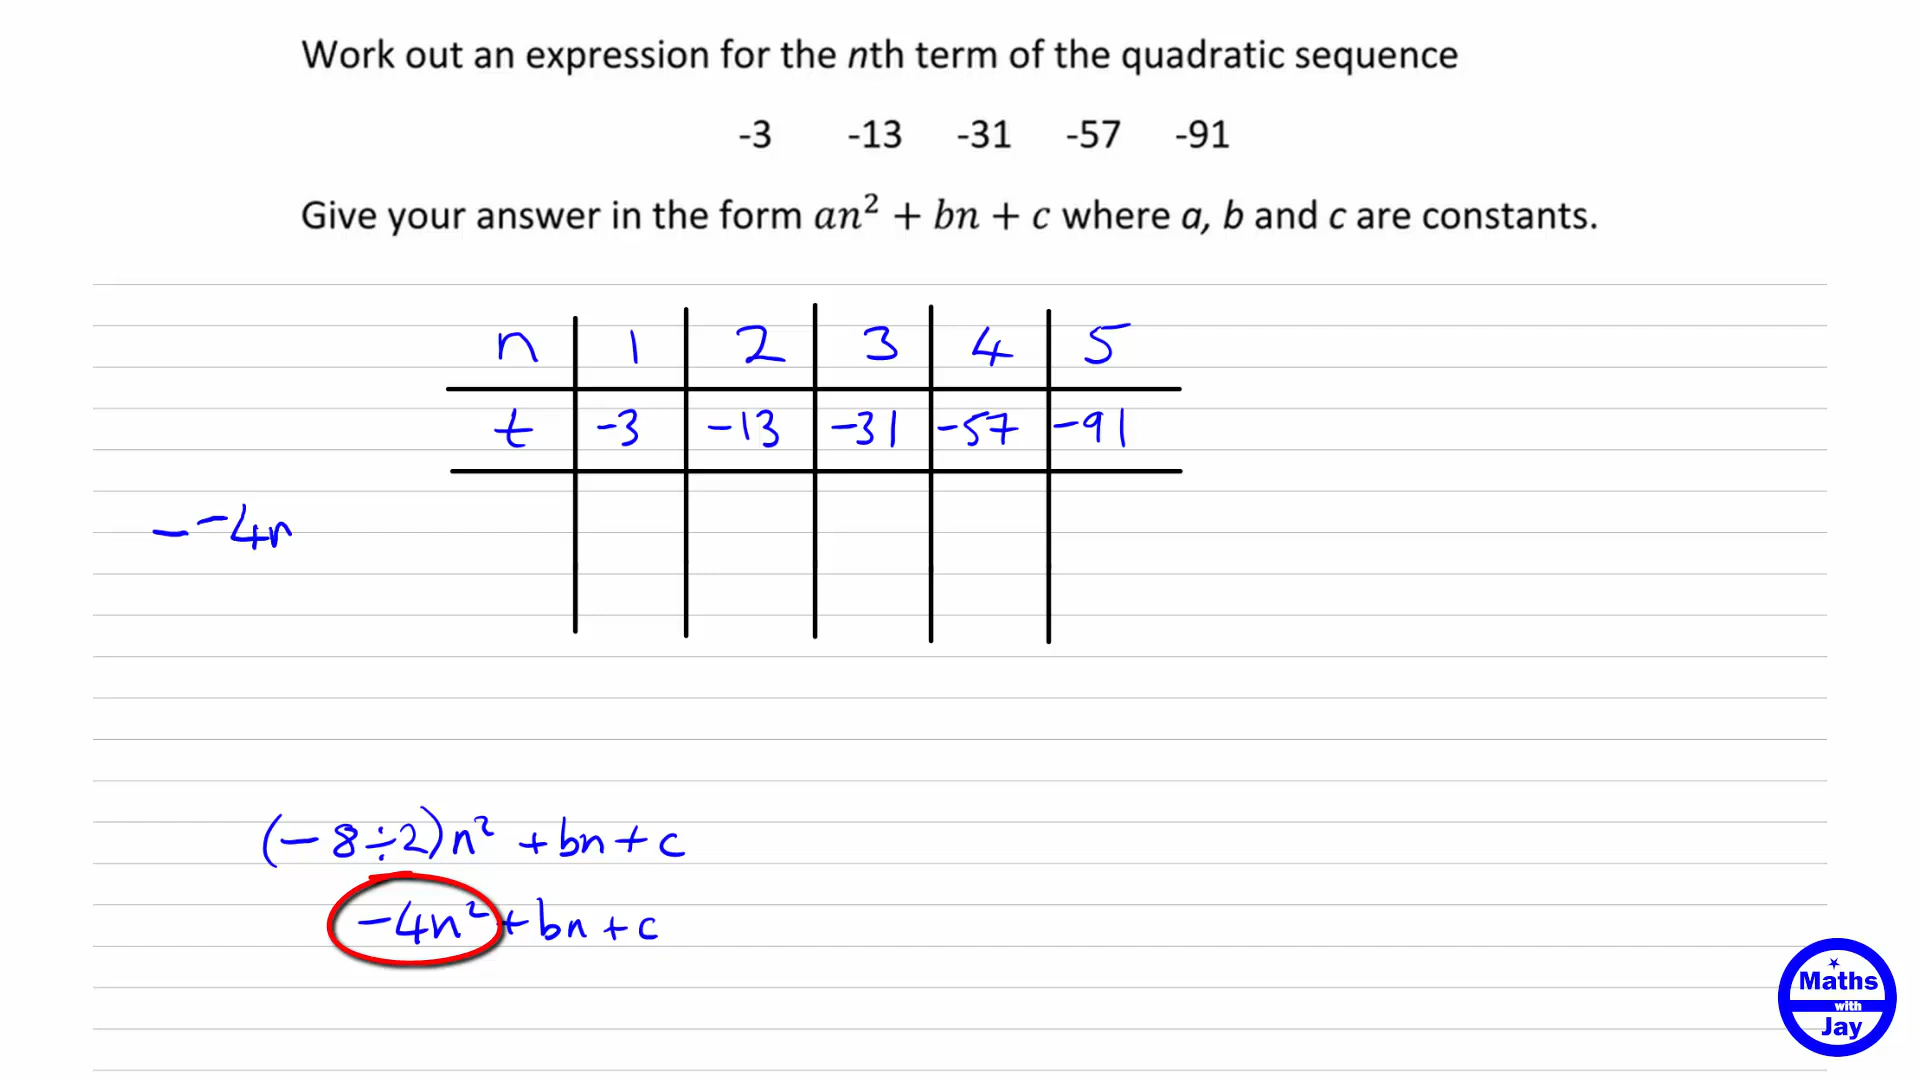 Work out an expression for the nth term of the quadratic sequence
-3 -13 -31 -57 -91
Give your answer in the form an² + bn + c where a, b and c are constants.
n 1 2 3 4 5
t -3 -13 -31 -57 -91
− -4n
(-8÷2)n² + bn + c
-4n² + bn + c
Maths
with
Jay